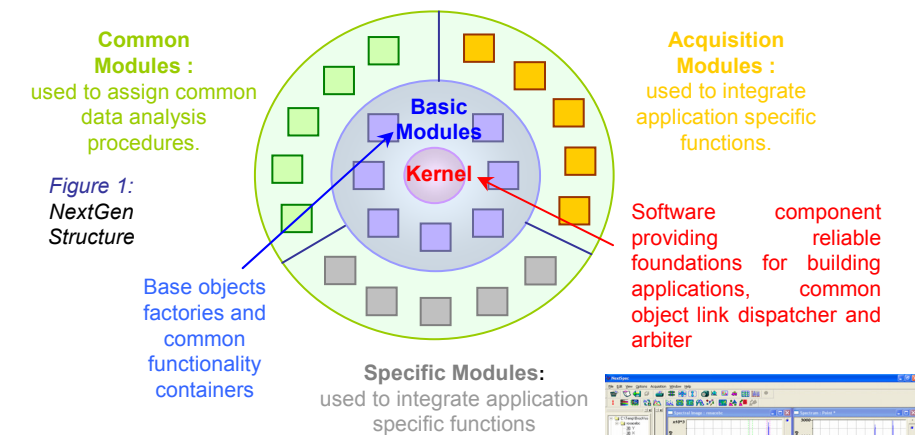 Common
Modules :
used to assign common
data analysis
procedures.
Acquisition
Modules :
used to integrate
application specific
functions.
Basic
Modules
Kernel
Figure 1:
NextGen
Structure
Software component
providing reliable
foundations for building
applications, common
object link dispatcher and
arbiter
Base objects
factories and
common
functionality
containers
Specific Modules:
used to integrate application
specific functions